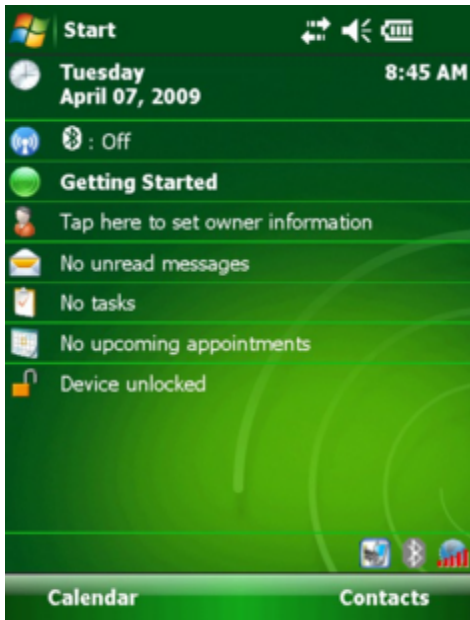 Start
Tuesday 8:45 AM
April 07, 2009
: Off
Getting Started
Tap here to set owner information
No unread messages
No tasks
No upcoming appointments
Device unlocked
Calendar Contacts